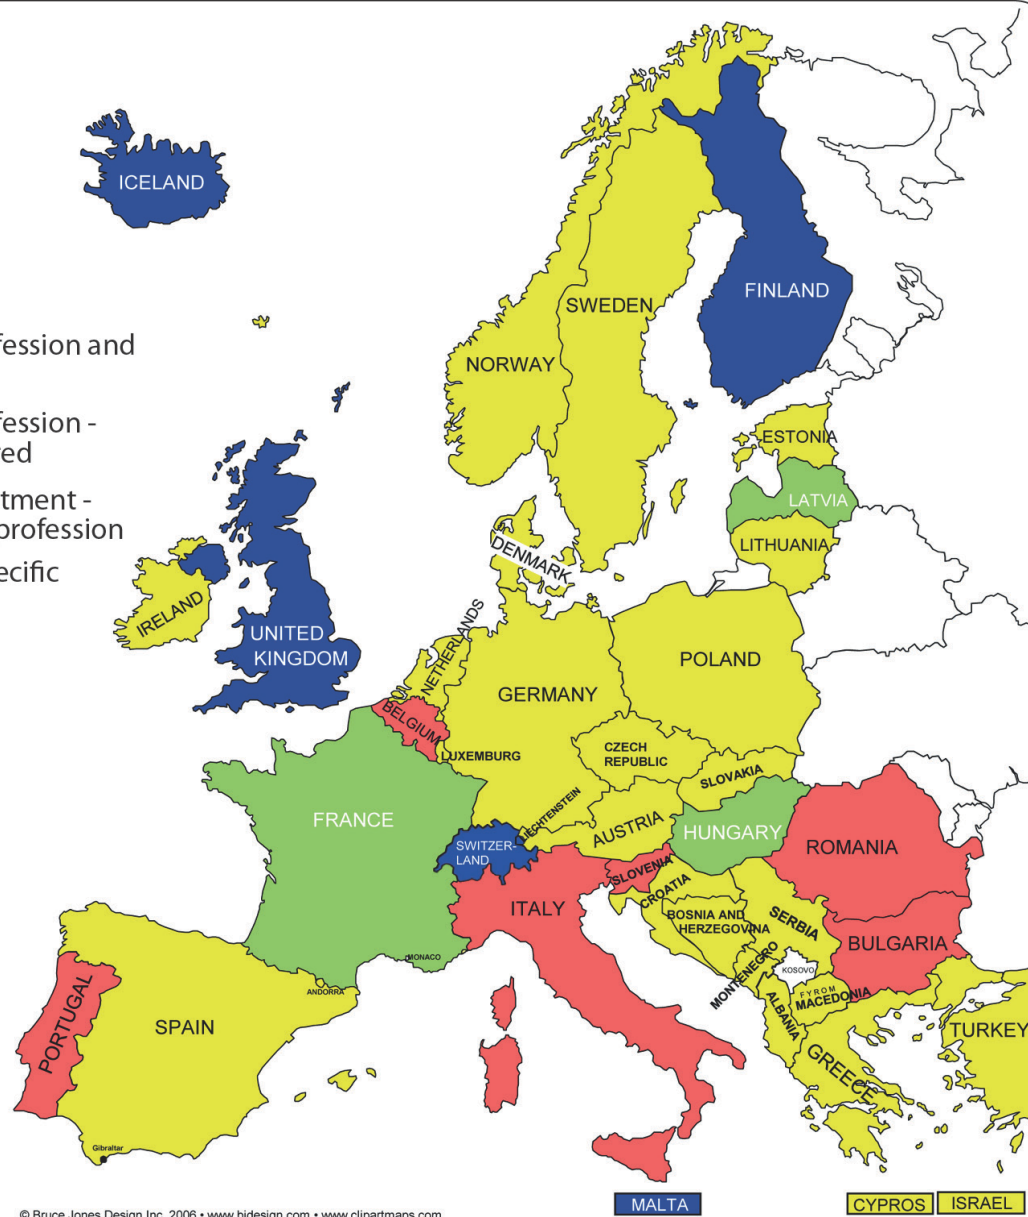 ICELAND
FINLAND
SWEDEN
NORWAY
fession and
fession -
ed
tment -
profession
ecific
ESTONIA
LATVIA
LITHUANIA
DENMARK
IRELAND
UNITED
KINGDOM
NETHERLANDS
POLAND
GERMANY
BELGIUM
LUXEMBURG
CZECH
REPUBLIC
SLOVAKIA
LIECHTENSTEIN
AUSTRIA
FRANCE
SWITZER-
LAND
HUNGARY
ROMANIA
SLOVENIA
CROATIA
ITALY
BOSNIA AND
HERZEGOVINA
SERBIA
BULGARIA
MONACO
MONTENEGRO
KOSOVO
ANDORRA
FYROM
MACEDONIA
ALBANIA
PORTUGAL
SPAIN
GREECE
TURKEY
Gibraltar
MALTA
CYPROS
ISRAEL
© Bruce Jones Design Inc. 2006 • www.bjdesign.com • www.clipartmaps.com